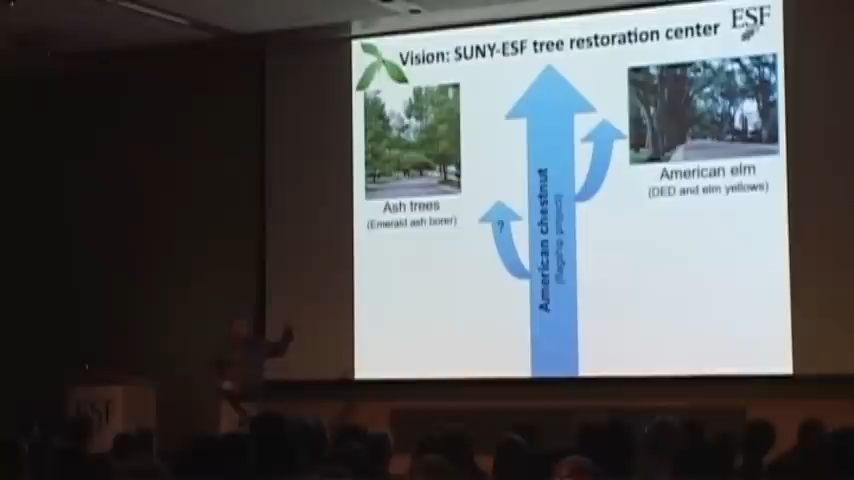 Vision: SUNY-ESF tree restoration center
ESF
Ash trees
(Emerald ash borer)
?
American chestnut
(flagship project)
American elm
(DED and elm yellows)
ESF